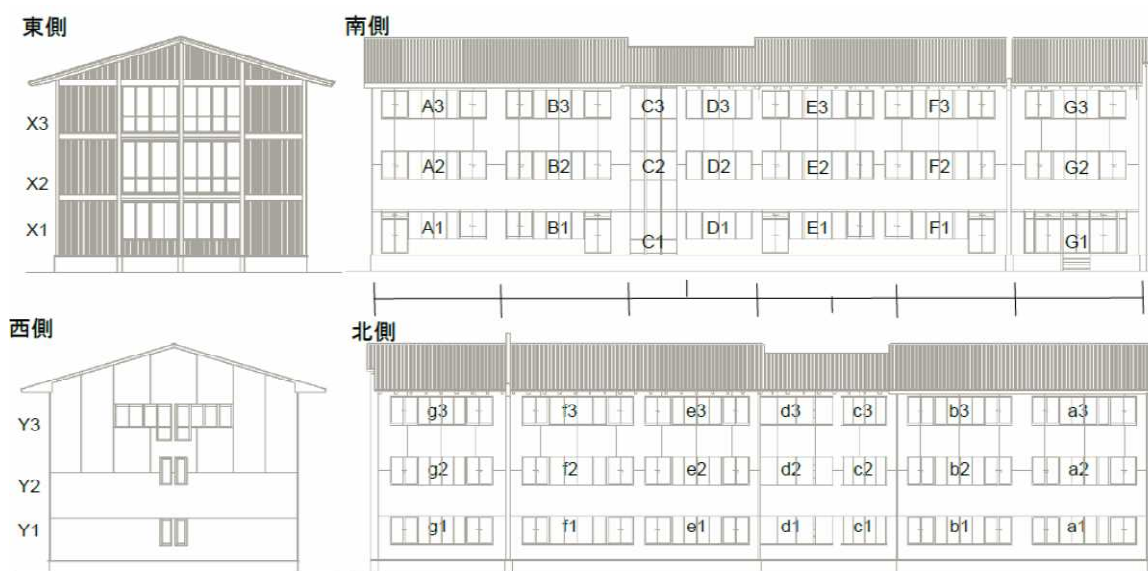 東側
X3
X2
X1
南側
A3 B3 C3 D3 E3 F3 G3
A2 B2 C2 D2 E2 F2 G2
A1 B1 C1 D1 E1 F1 G1
西側
Y3
Y2
Y1
北側
g3 f3 e3 d3 c3 b3 a3
g2 f2 e2 d2 c2 b2 a2
g1 f1 e1 d1 c1 b1 a1